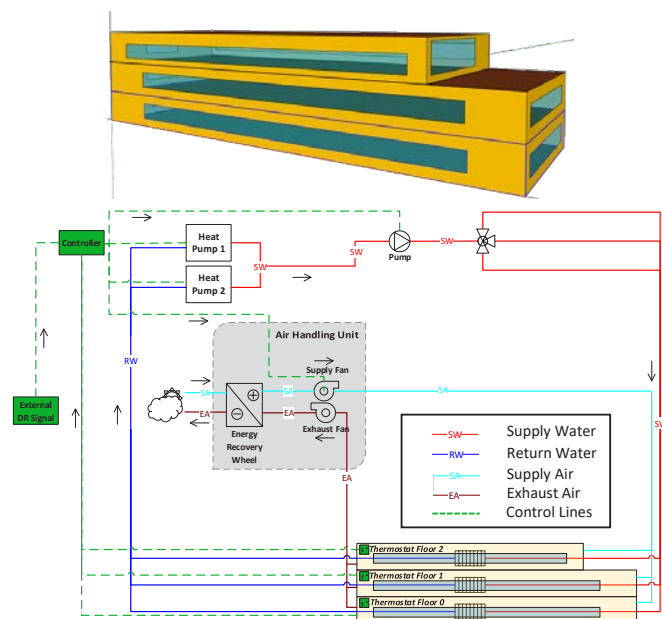 Controller
Heat
Pump 1
Heat
Pump 2
SW
SW
Pump
SW
Air Handling Unit
Supply Fan
RW
SA
SA
SA
EA
EA
Exhaust Fan
Energy
Recovery
Wheel
External
DR Signal
EA
SW
SW Supply Water
RW Return Water
SA Supply Air
EA Exhaust Air
Control Lines
Thermostat Floor 2
Thermostat Floor 1
Thermostat Floor 0